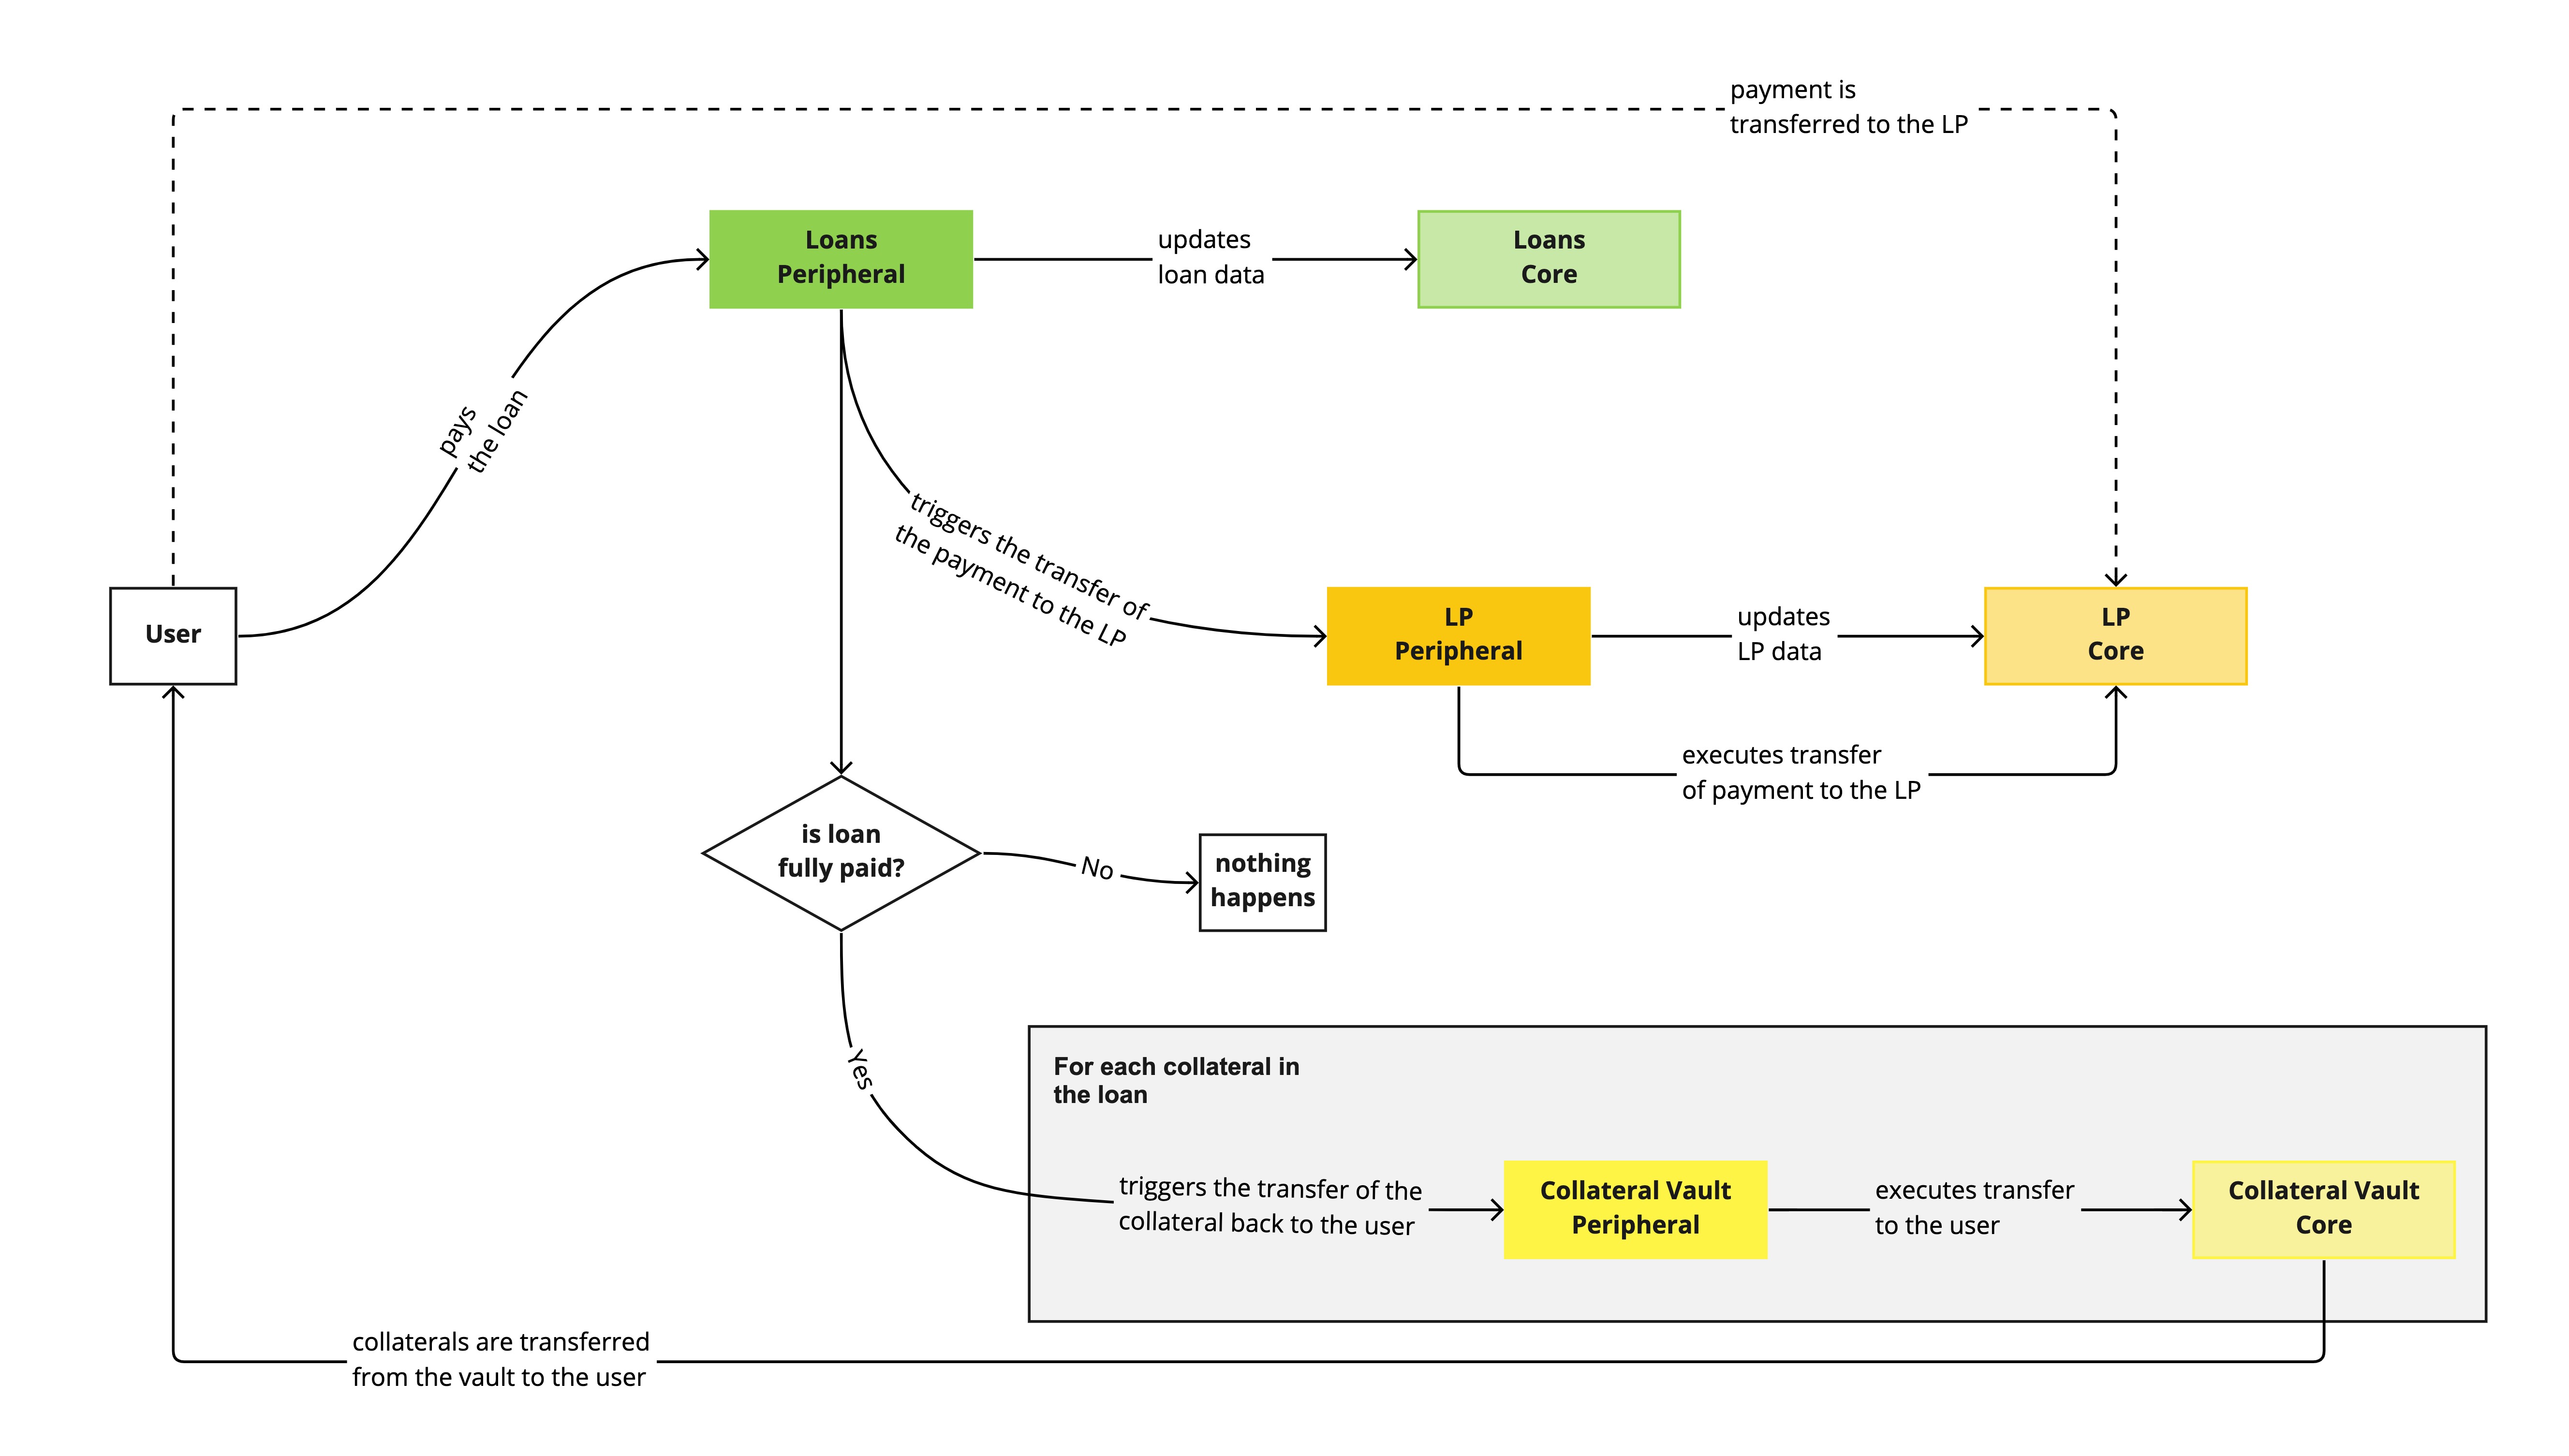 payment is
transferred to the LP
Loans
Peripheral
updates
loan data
Loans
Core
pays
the loan
triggers the transfer of
the payment to the LP
User
LP
Peripheral
updates
LP data
LP
Core
executes transfer
of payment to the LP
is loan
fully paid?
No
nothing
happens
Yes
For each collateral in
the loan
triggers the transfer of the
collateral back to the user
Collateral Vault
Peripheral
executes transfer
to the user
Collateral Vault
Core
collaterals are transferred
from the vault to the user